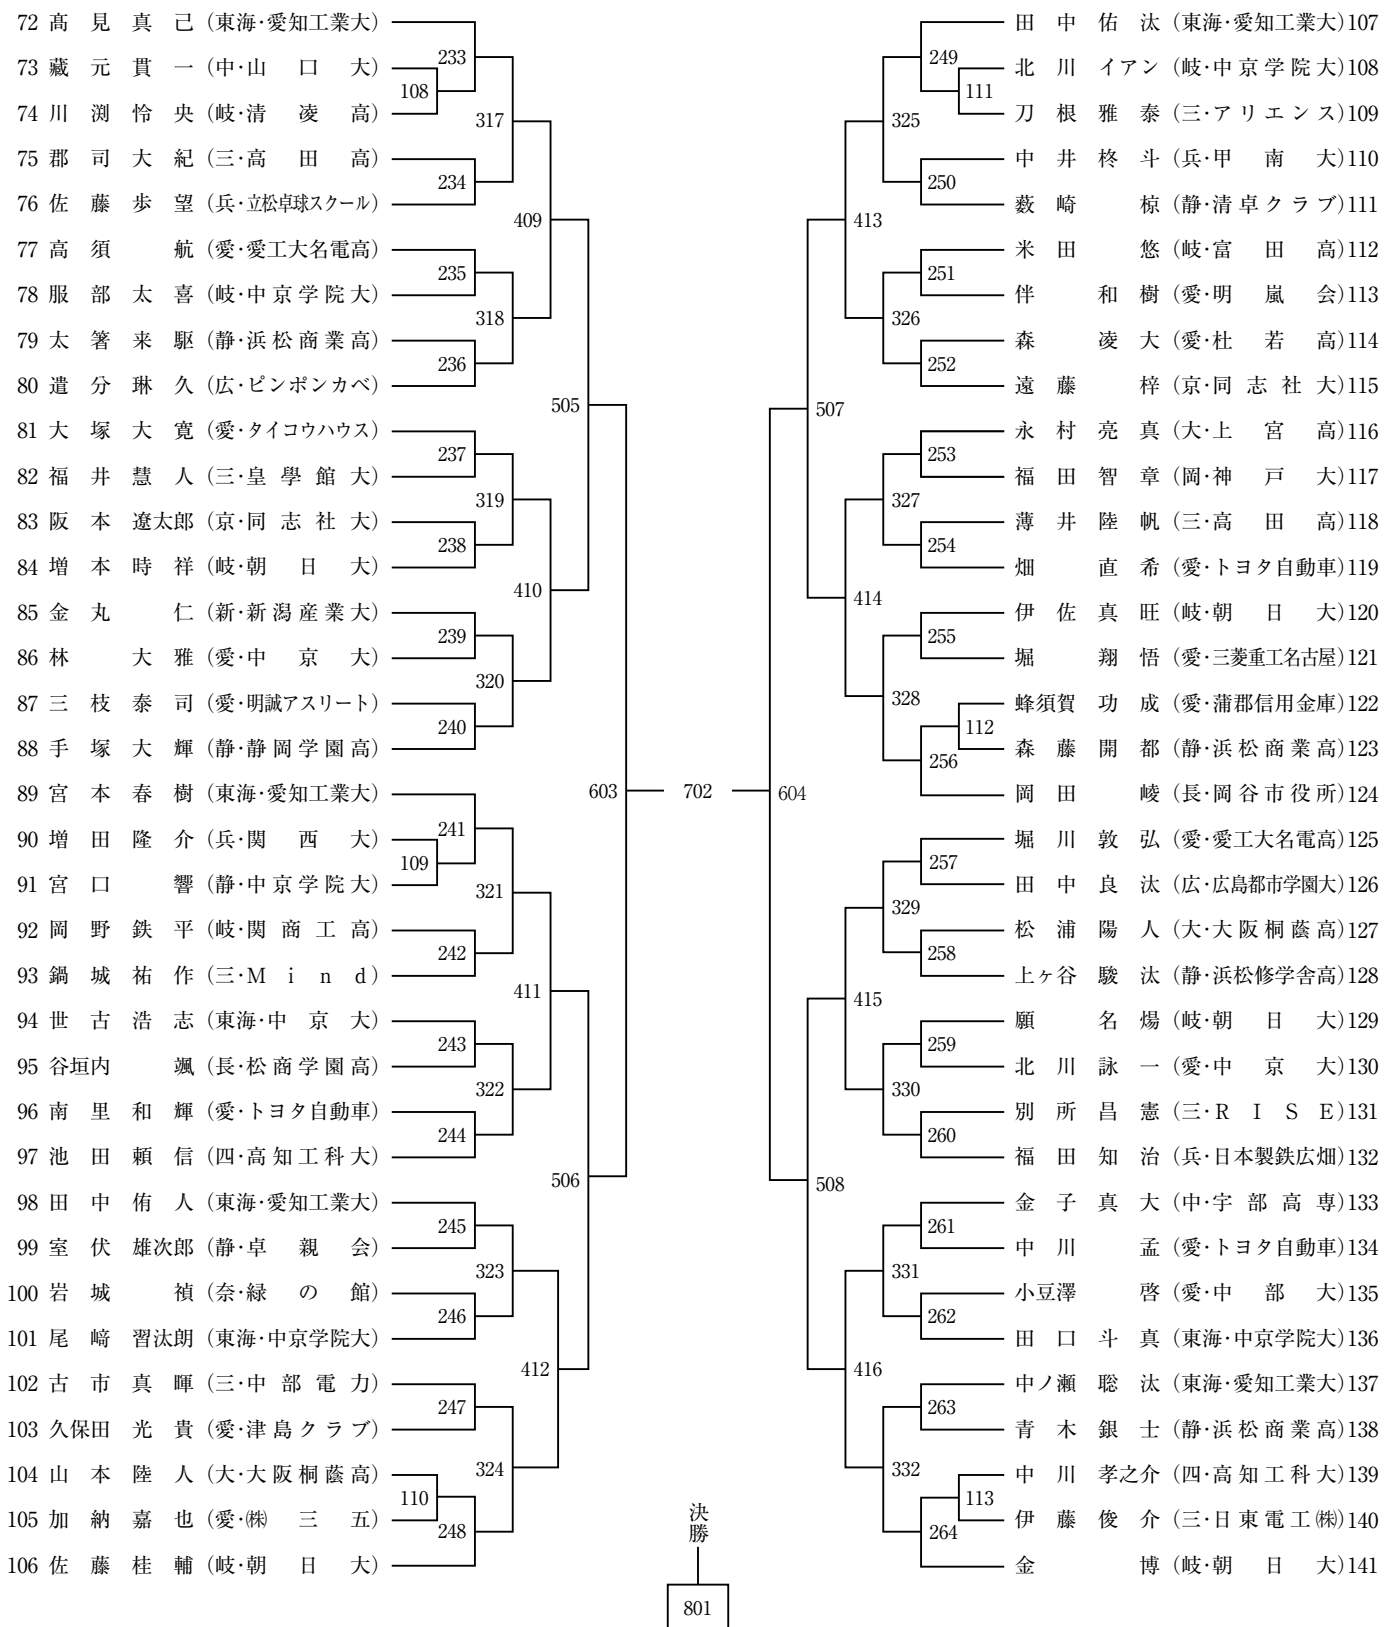 72 髙見真己 (東海·愛知工業大)
73 蔵元貫一 (中·山口大)
74 川渕怜央 (岐·清凌高)
75 郡司大紀 (三·高田高)
76 佐藤歩望 (兵·立松卓球スクール)
77 高須航 (愛·愛工大名電高)
78 服部太喜 (岐·中京学院大)
79 太箸来駆 (静·浜松商業高)
80 遣分琳久 (広·ピンポンカベ)
81 大塚大寛 (愛·タイコウハウス)
82 福井慧人 (三·皇學館大)
83 阪本遼太郎 (京·同志社大)
84 増本時祥 (岐·朝日大)
85 金丸仁 (新·新潟産業大)
86 林大雅 (愛·中京大)
87 三枝泰司 (愛·明誠アスリート)
88 手塚大輝 (静·静岡学園高)
89 宮本春樹 (東海·愛知工業大)
90 増田隆介 (兵·関西大)
91 宮口響 (静·中京学院大)
92 岡野鉄平 (岐·関商工高)
93 鍋城祐作 (三·Mind)
94 世古浩志 (東海·中京大)
95 谷垣内颯 (長·松商学園高)
96 南里和輝 (愛·トヨタ自動車)
97 池田頼信 (四·高知工科大)
98 田中侑人 (東海·愛知工業大)
99 室伏雄次郎 (静·卓親会)
100 岩城禎 (奈·緑の館)
101 尾﨑習汰朗 (東海·中京学院大)
102 古市真暉 (三·中部電力)
103 久保田光貴 (愛·津島クラブ)
104 山本陸人 (大·大阪桐蔭高)
105 加納嘉也 (愛·㈱三五)
106 佐藤桂輔 (岐·朝日大)
108
109
110
233
234
235
236
237
238
239
240
241
242
243
244
245
246
247
248
317
318
319
320
321
322
323
324
409
410
411
412
505
506
603
702
604
507
508
413
414
415
416
325
326
327
328
329
330
331
332
249
250
251
252
253
254
255
256
257
258
259
260
261
262
263
264
111
112
113
田中佑汰 (東海·愛知工業大)107
北川イアン (岐·中京学院大)108
刀根雅泰 (三·アリエンス)109
中井柊斗 (兵·甲南大)110
薮崎椋 (静·清卓クラブ)111
米田悠 (岐·富田高)112
伴和樹 (愛·明嵐会)113
森凌大 (愛·杜若高)114
遠藤梓 (京·同志社大)115
永村亮真 (大·上宮高)116
福田智章 (岡·神戸大)117
薄井陸帆 (三·高田高)118
畑直希 (愛·トヨタ自動車)119
伊佐真旺 (岐·朝日大)120
堀翔悟 (愛·三菱重工名古屋)121
蜂須賀功成 (愛·蒲郡信用金庫)122
森藤開都 (静·浜松商業高)123
岡田崚 (長·岡谷市役所)124
堀川敦弘 (愛·愛工大名電高)125
田中良汰 (広·広島都市学園大)126
松浦陽人 (大·大阪桐蔭高)127
上ヶ谷駿汰 (静·浜松修学舎高)128
願名煬 (岐·朝日大)129
北川詠一 (愛·中京大)130
別所昌憲 (三·RISE)131
福田知治 (兵·日本製鉄広畑)132
金子真大 (中·宇部高専)133
中川孟 (愛·トヨタ自動車)134
小豆澤啓 (愛·中部大)135
田口斗真 (東海·中京学院大)136
中ノ瀬聡汰 (東海·愛知工業大)137
青木銀士 (静·浜松商業高)138
中川孝之介 (四·高知工科大)139
伊藤俊介 (三·日東電工㈱)140
金博 (岐·朝日大)141
決勝
801